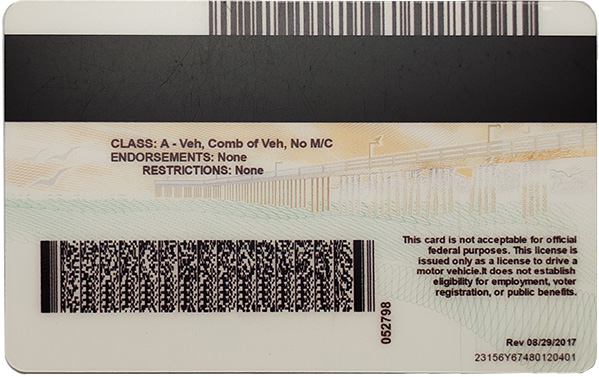 CLASS: A - Veh, Comb of Veh, No M/C
ENDORSEMENTS: None
RESTRICTIONS: None
This card is not acceptable for official
federal purposes. This license is
issued only as a license to drive a
motor vehicle.It does not establish
eligibility for employment, voter
registration, or public benefits.
052798
Rev 08/29/2017
23156Y67480120401